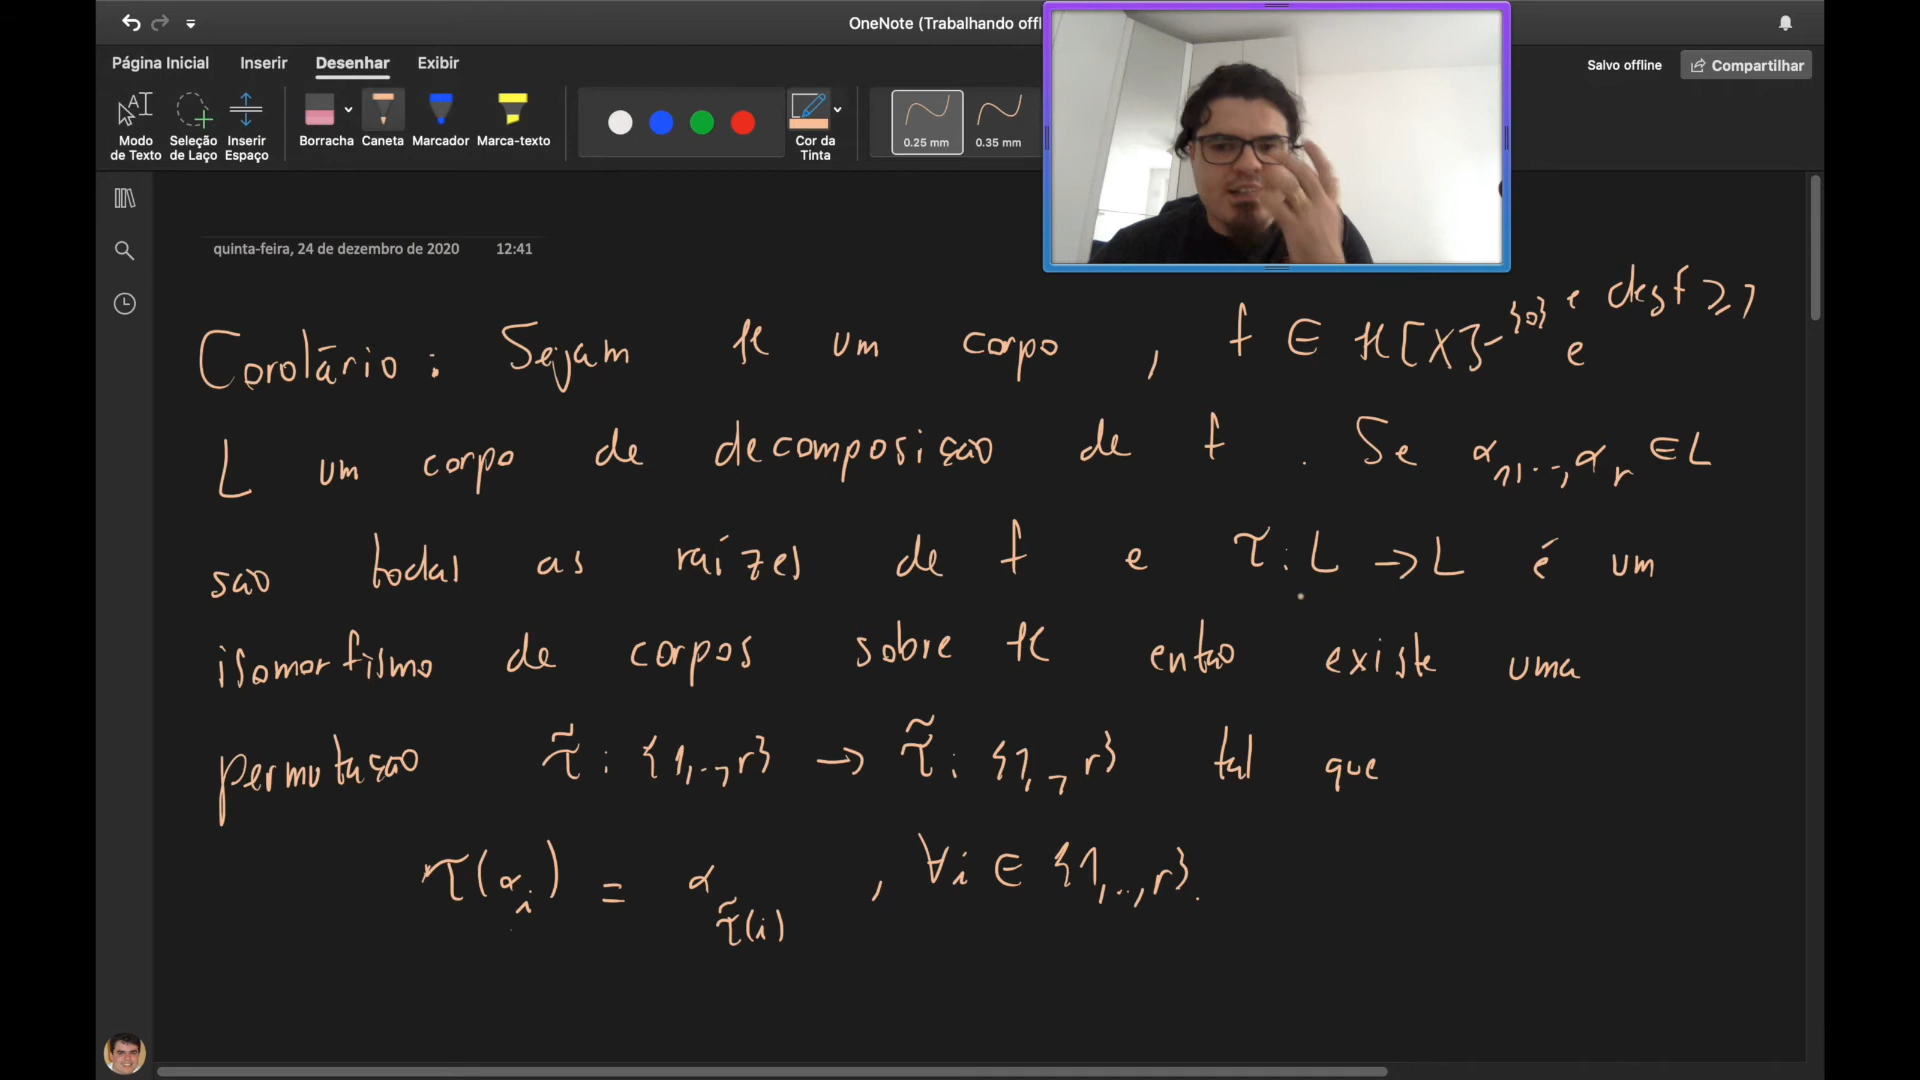 OneNote (Trabalhando offl
Página Inicial Inserir Desenhar Exibir
Salvo offline Compartilhar
Modo de Texto Seleção de Laço Inserir Espaço Borracha Caneta Marcador Marca-texto Cor da Tinta 0.25 mm 0.35 mm
quinta-feira, 24 de dezembro de 2020 12:41
Corolário: Sejam K um corpo, f ∈ K[X]-{0} e deg f ≥ 1 e
L um corpo de decomposição de f. Se α1,...,αr ∈ L
são todas as raízes de f e τ: L → L é um
isomorfismo de corpos sobre K então existe uma
permutação τ̃: {1,..,r} → τ̃: {1,..,r} tal que
τ(αi) = α τ̃(i), ∀i ∈ {1,...,r}.